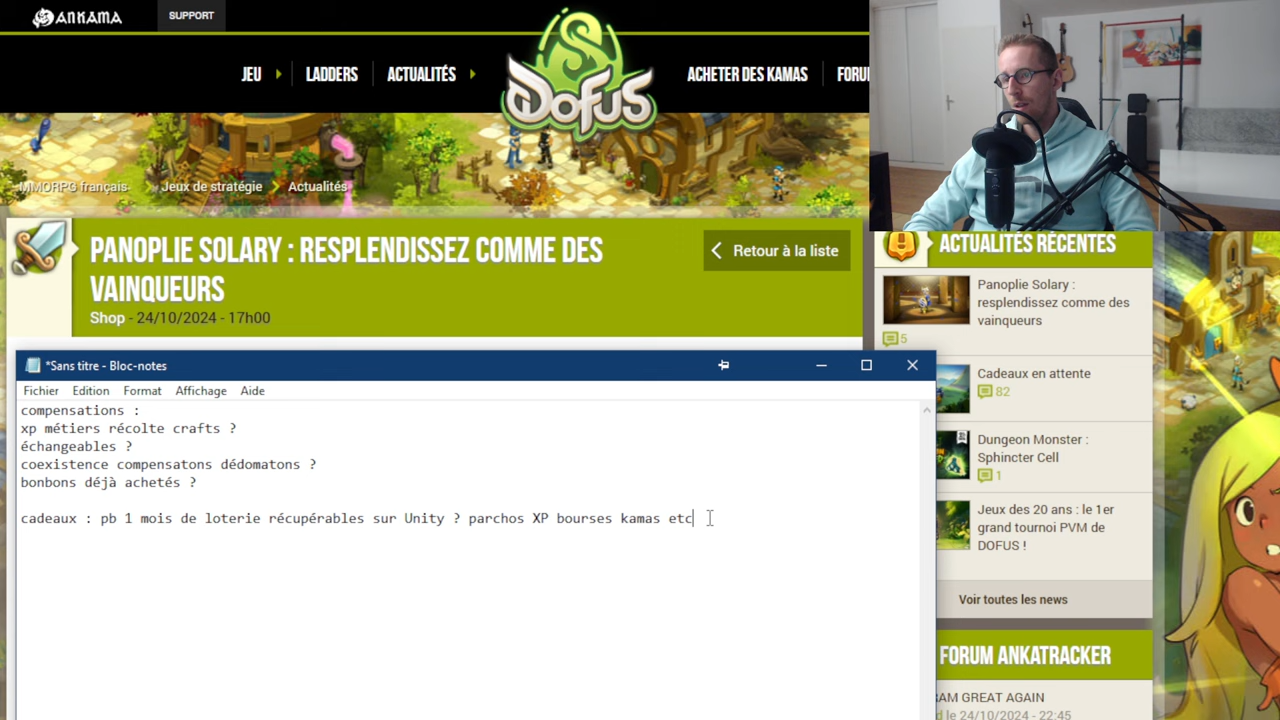 ANKAMA
SUPPORT
JEU
LADDERS
ACTUALITÉS
DOFUS
ACHETER DES KAMAS
FORU
MMORPG français
Jeux de stratégie
Actualités
PANOPLIE SOLARY : RESPLENDISSEZ COMME DES
VAINQUEURS
Shop - 24/10/2024 - 17h00
Retour à la liste
ACTUALITÉS RÉCENTES
Panoplie Solary :
resplendissez comme des
vainqueurs
5
Cadeaux en attente
82
Dungeon Monster :
Sphincter Cell
1
Jeux des 20 ans : le 1er
grand tournoi PVM de
DOFUS !
Voir toutes les news
FORUM ANKATRACKER
AM GREAT AGAIN
le 24/10/2024 - 22:45
*Sans titre - Bloc-notes
Fichier Edition Format Affichage Aide
compensations :
xp métiers récolte crafts ?
échangeables ?
coexistence compensatons dédomatons ?
bonbons déjà achetés ?
cadeaux : pb 1 mois de loterie récupérables sur Unity ? parchos XP bourses kamas etc